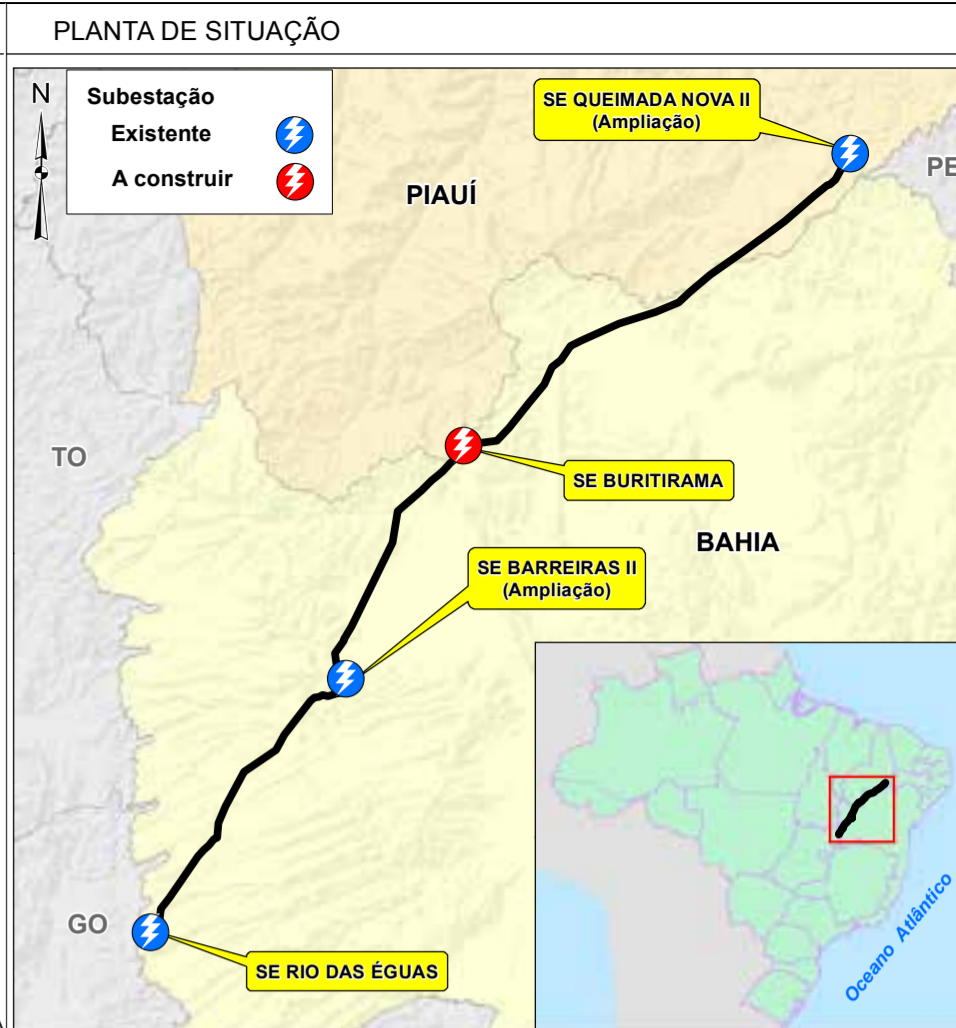 PLANTA DE SITUAÇÃO
N
Subestação
Existente
A construir
SE QUEIMADA NOVA II
(Ampliação)
PE
PIAUÍ
TO
SE BURITIRAMA
BAHIA
SE BARREIRAS II
(Ampliação)
GO
SE RIO DAS ÉGUAS
Oceano Atlântico